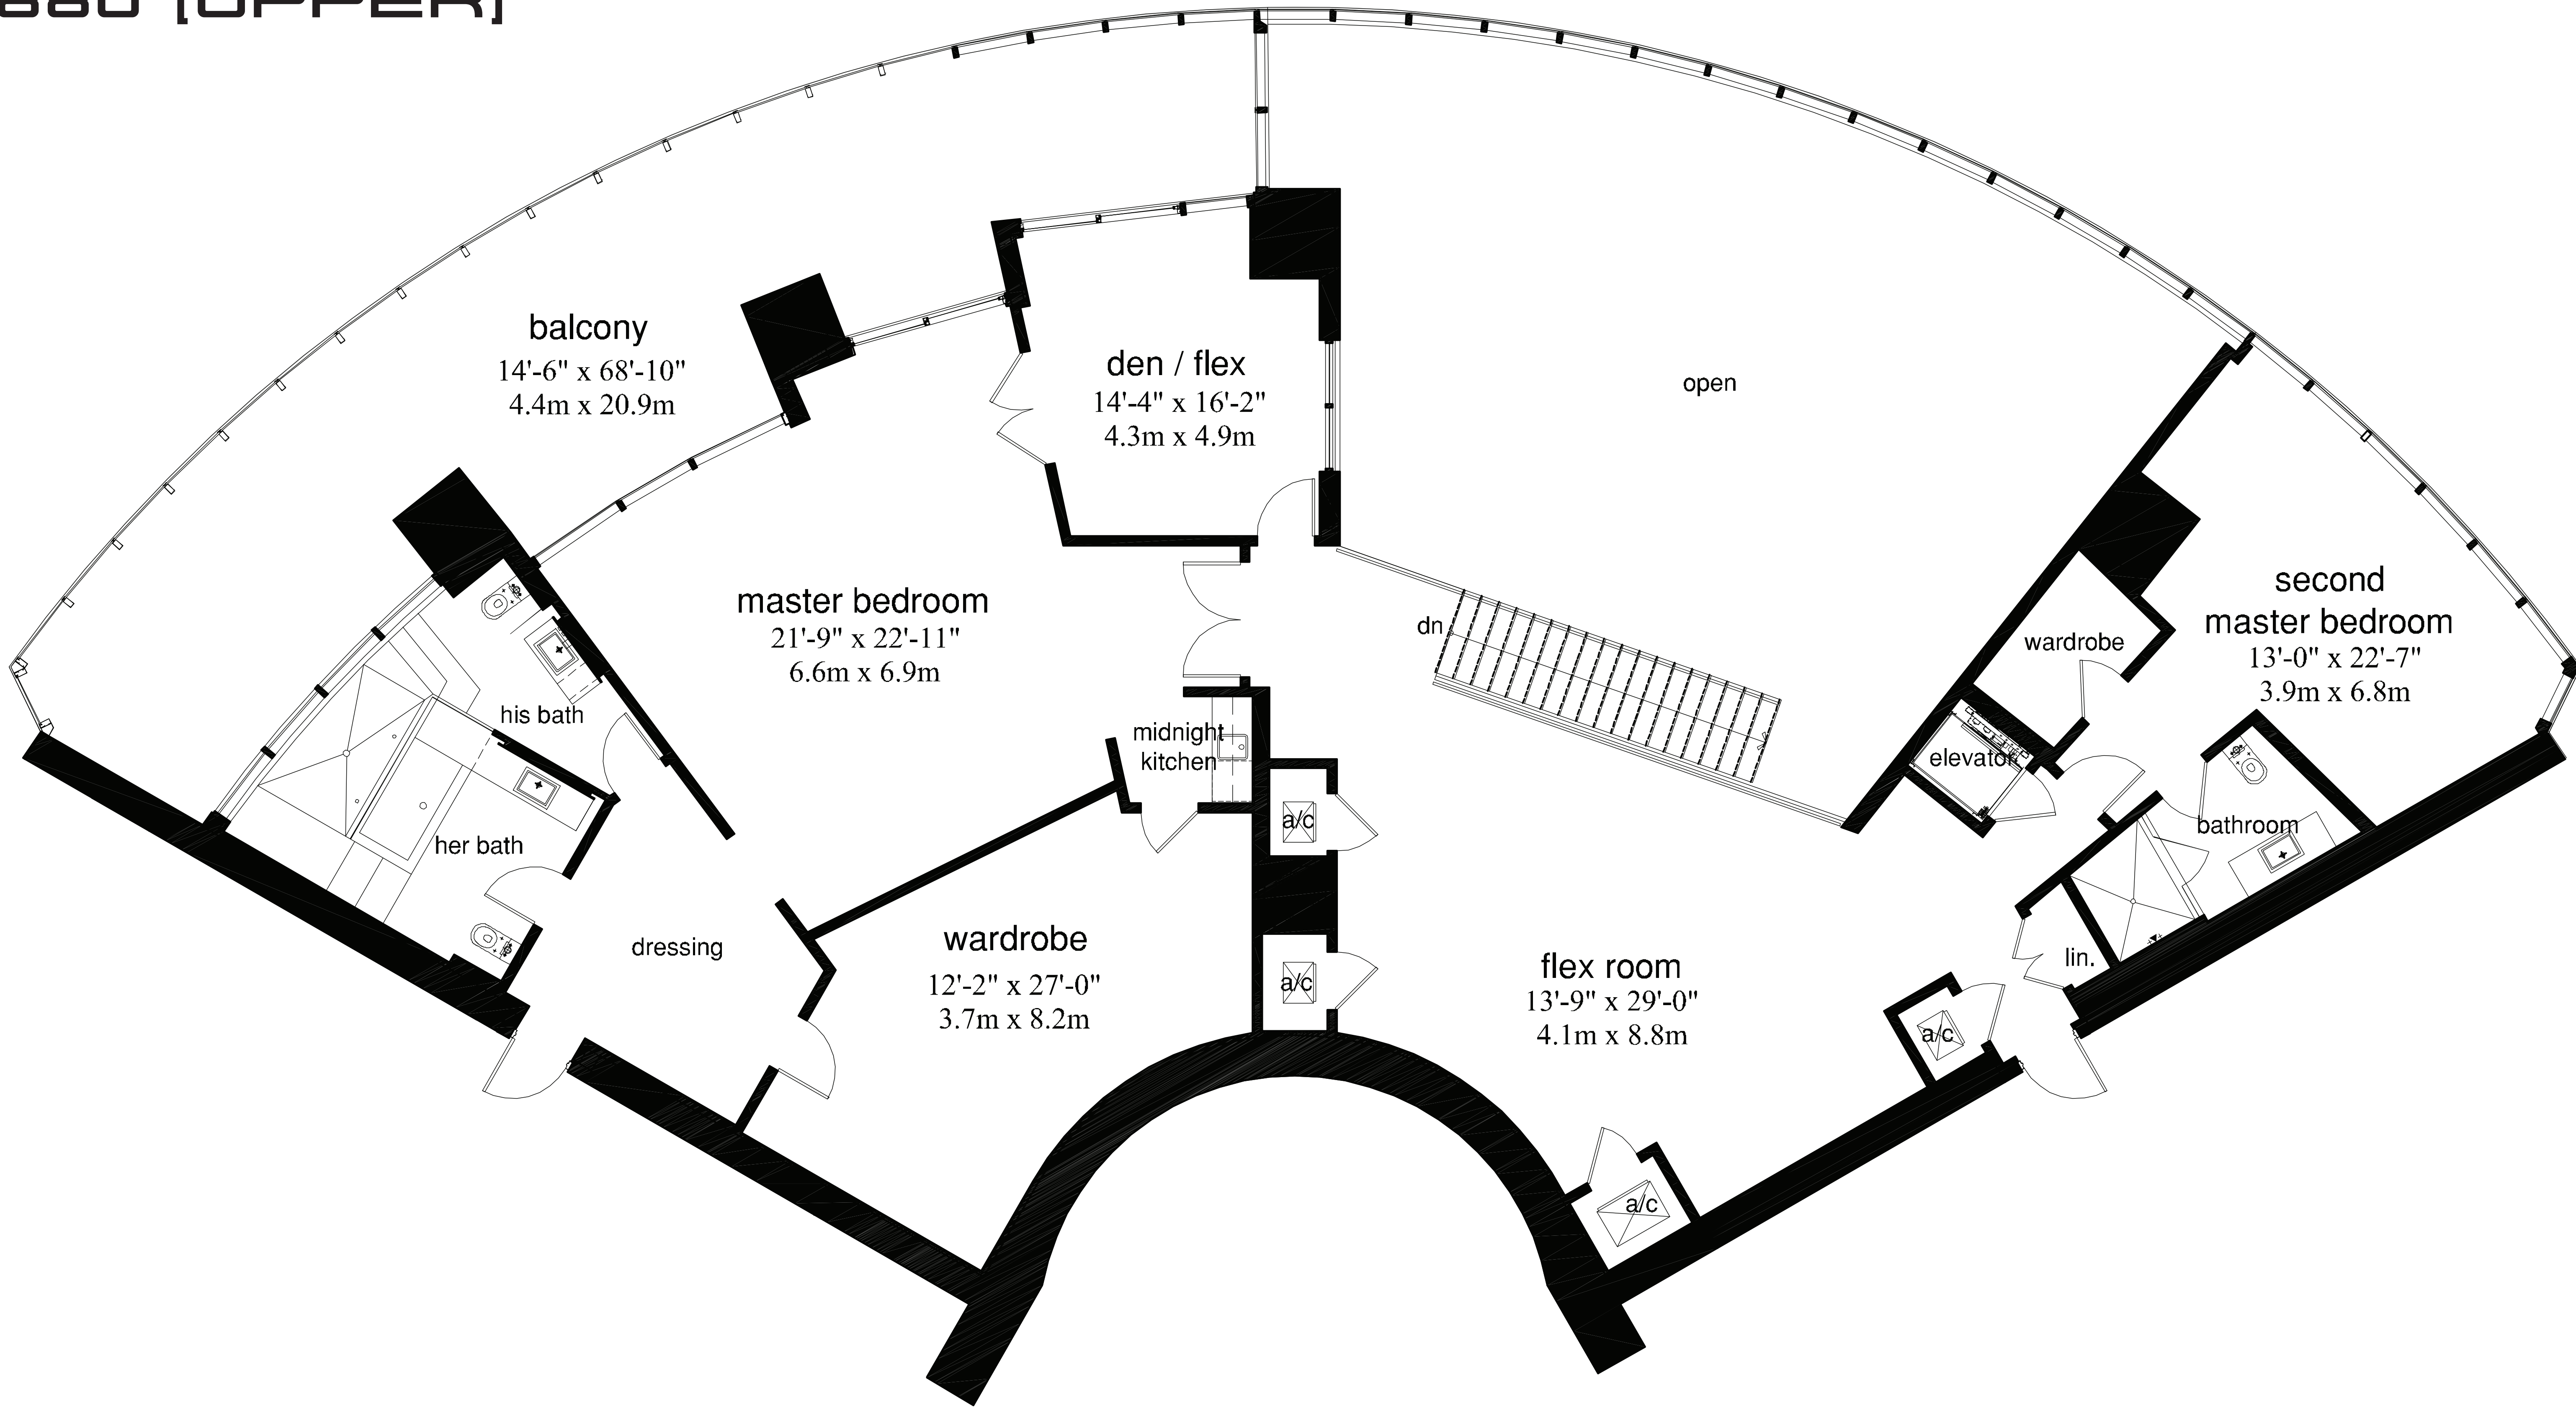 [UPPER]
balcony
14'-6" x 68'-10"
4.4m x 20.9m
den / flex
14'-4" x 16'-2"
4.3m x 4.9m
open
master bedroom
21'-9" x 22'-11"
6.6m x 6.9m
dn
second
master bedroom
13'-0" x 22'-7"
3.9m x 6.8m
wardrobe
elevator
his bath
her bath
midnight
kitchen
a/c
bathroom
dressing
wardrobe
12'-2" x 27'-0"
3.7m x 8.2m
a/c
flex room
13'-9" x 29'-0"
4.1m x 8.8m
lin.
a/c
a/c